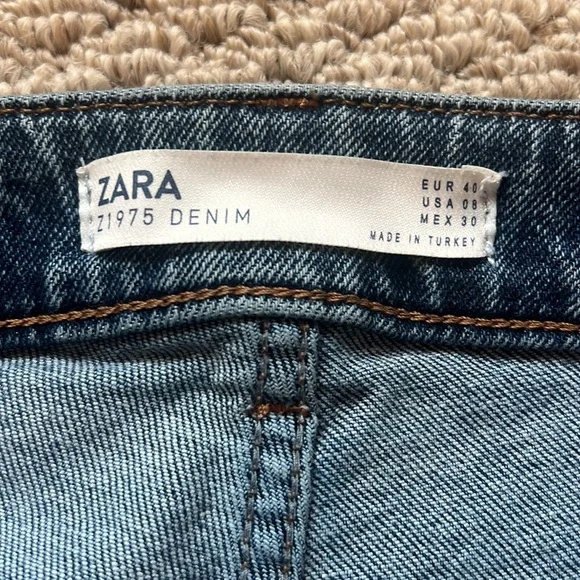 ZARA
Z1975 DENIM
EUR 40
USA 08
MEX 30
MADE IN TURKEY